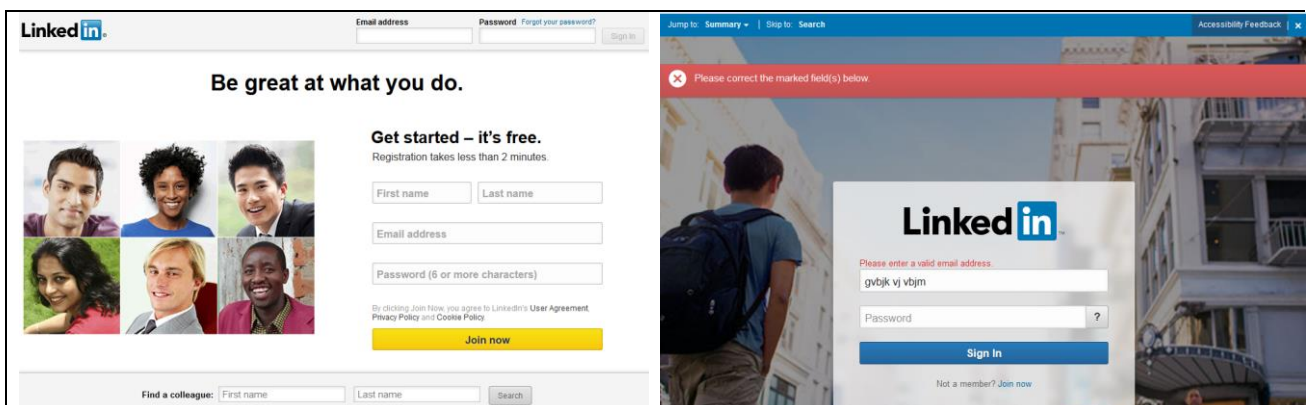 Linked in
Email address
Password Forgot your password?
Sign In
Be great at what you do.
Get started – it's free.
Registration takes less than 2 minutes.
First name Last name
Email address
Password (6 or more characters)
By clicking Join Now, you agree to LinkedIn's User Agreement,
Privacy Policy and Cookie Policy.
Join now
Find a colleague: First name Last name Search
Jump to: Summary | Skip to: Search
Accessibility Feedback | x
Please correct the marked field(s) below.
Linked in
Please enter a valid email address.
gvbjk vj vbjm
Password ?
Sign In
Not a member? Join now